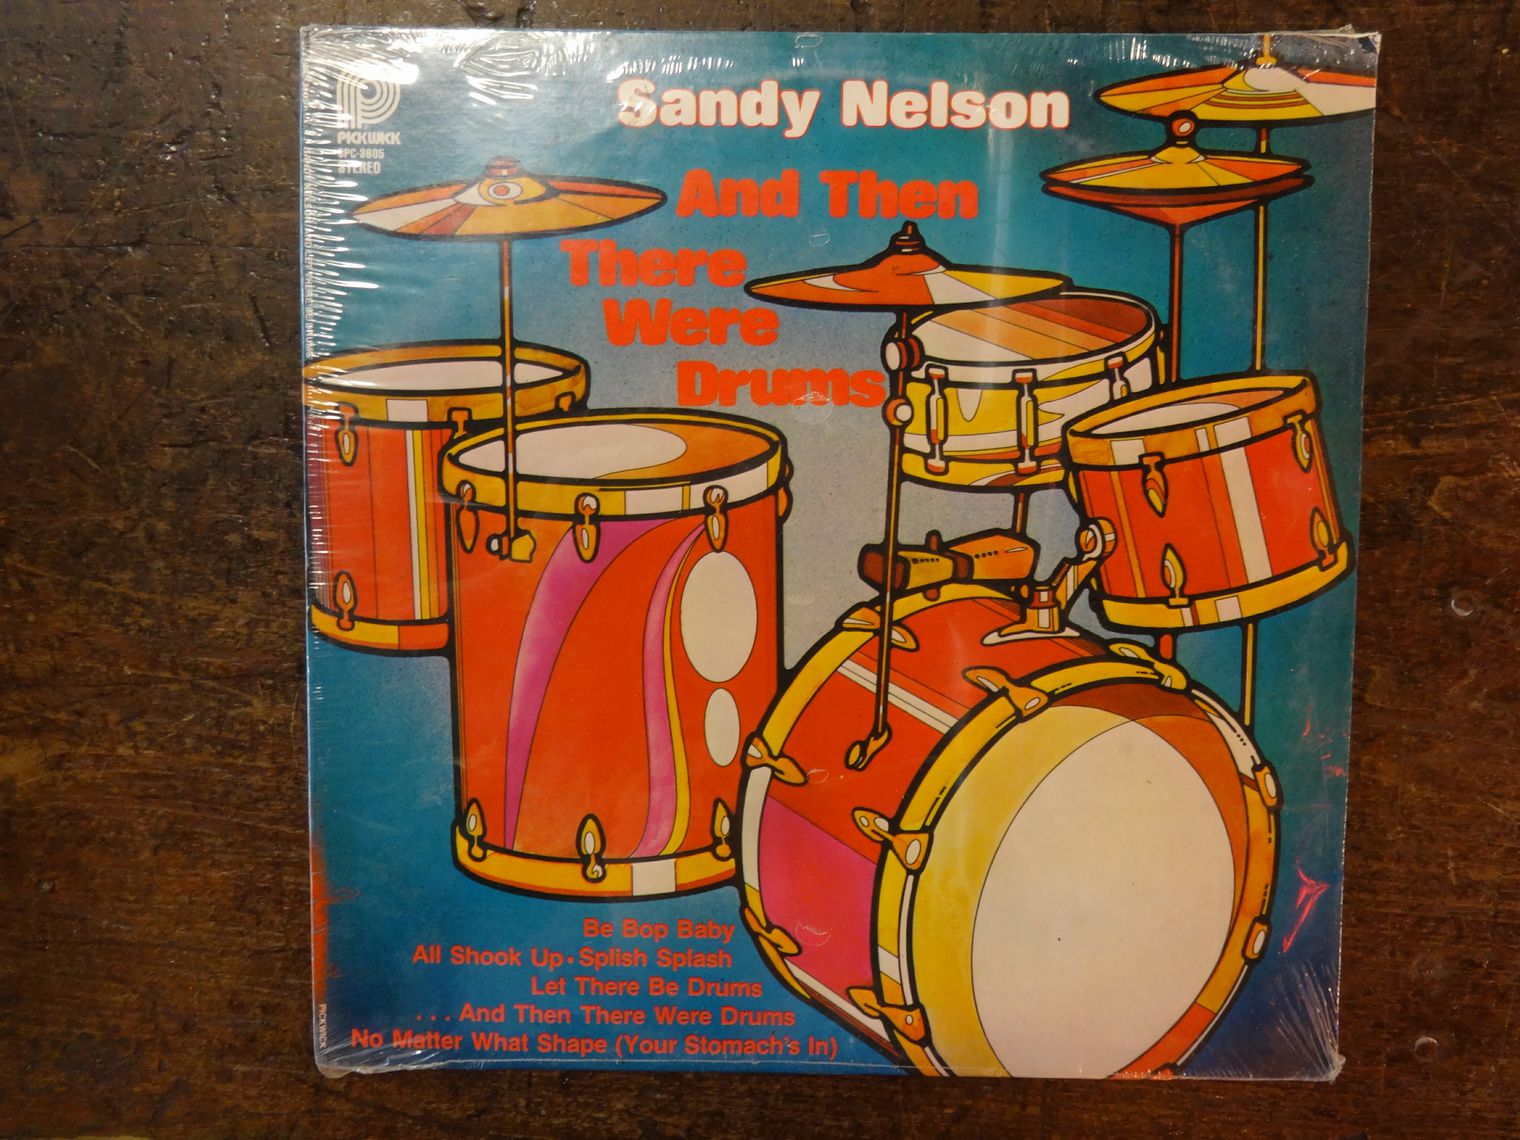 PICKWICK
SPC-3605
STEREO
Sandy Nelson
And Then
There
Were
Drums
Be Bop Baby
All Shook Up • Splish Splash
Let There Be Drums
...And Then There Were Drums
No Matter What Shape (Your Stomach's In)
PICKWICK